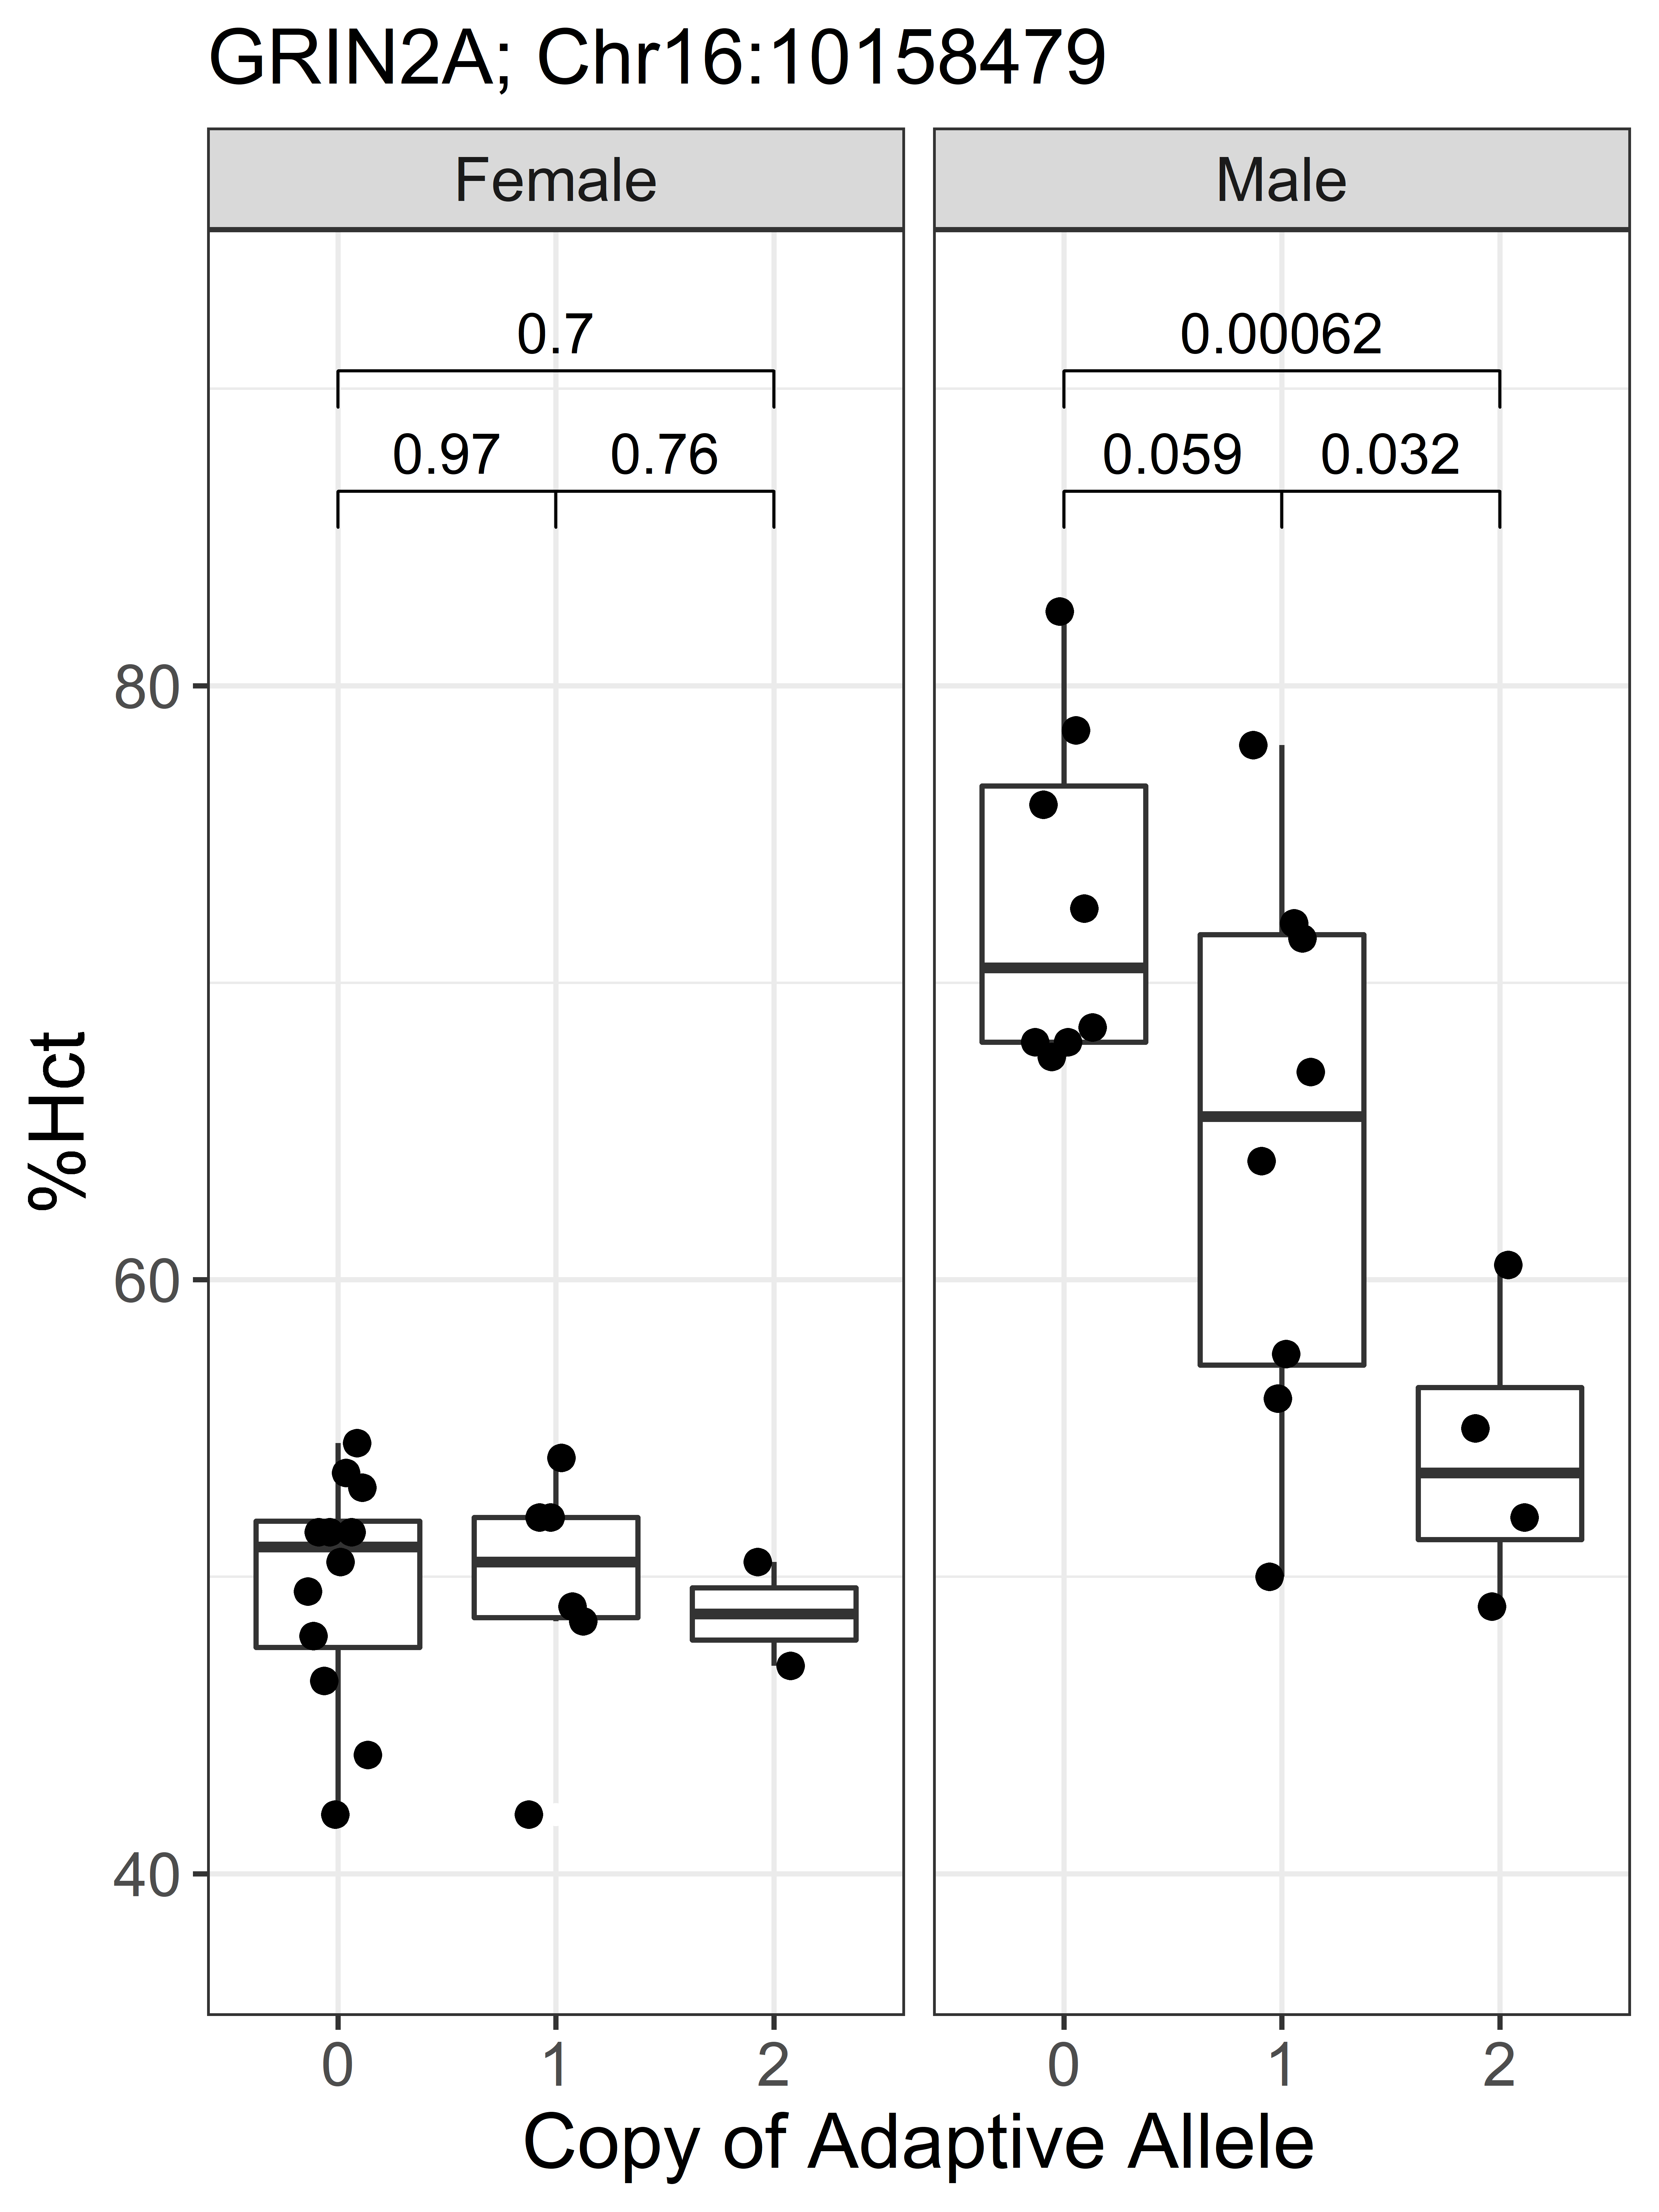 GRIN2A; Chr16:10158479
Female
Male
0.7
0.00062
0.97
0.76
0.059
0.032
80
60
40
%Hct
0 1 2
0 1 2
Copy of Adaptive Allele